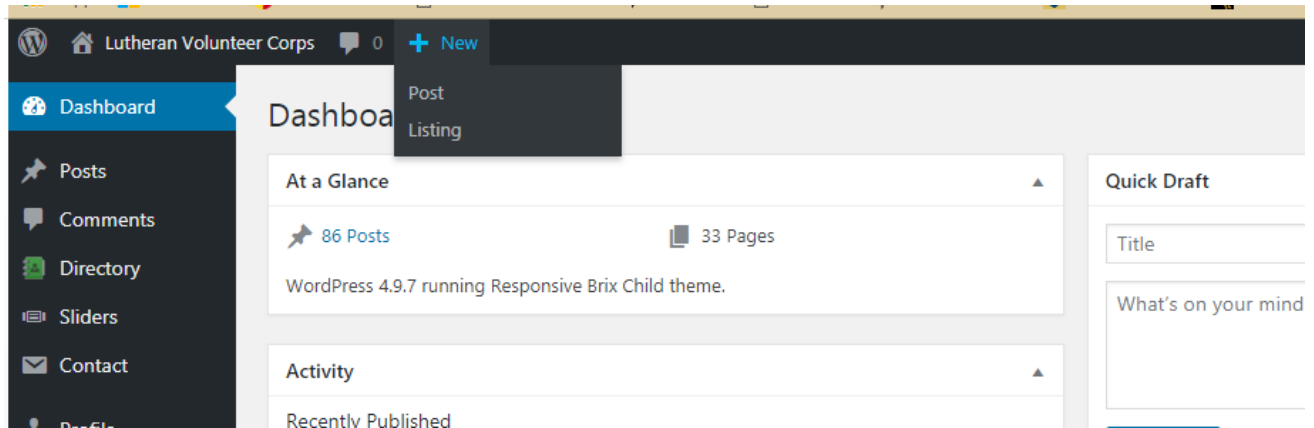 Lutheran Volunteer Corps 0 + New
Post
Listing
Dashboard
Posts
Comments
Directory
Sliders
Contact
Dashboa
At a Glance
86 Posts 33 Pages
WordPress 4.9.7 running Responsive Brix Child theme.
Activity
Recently Published
Quick Draft
Title
What's on your mind